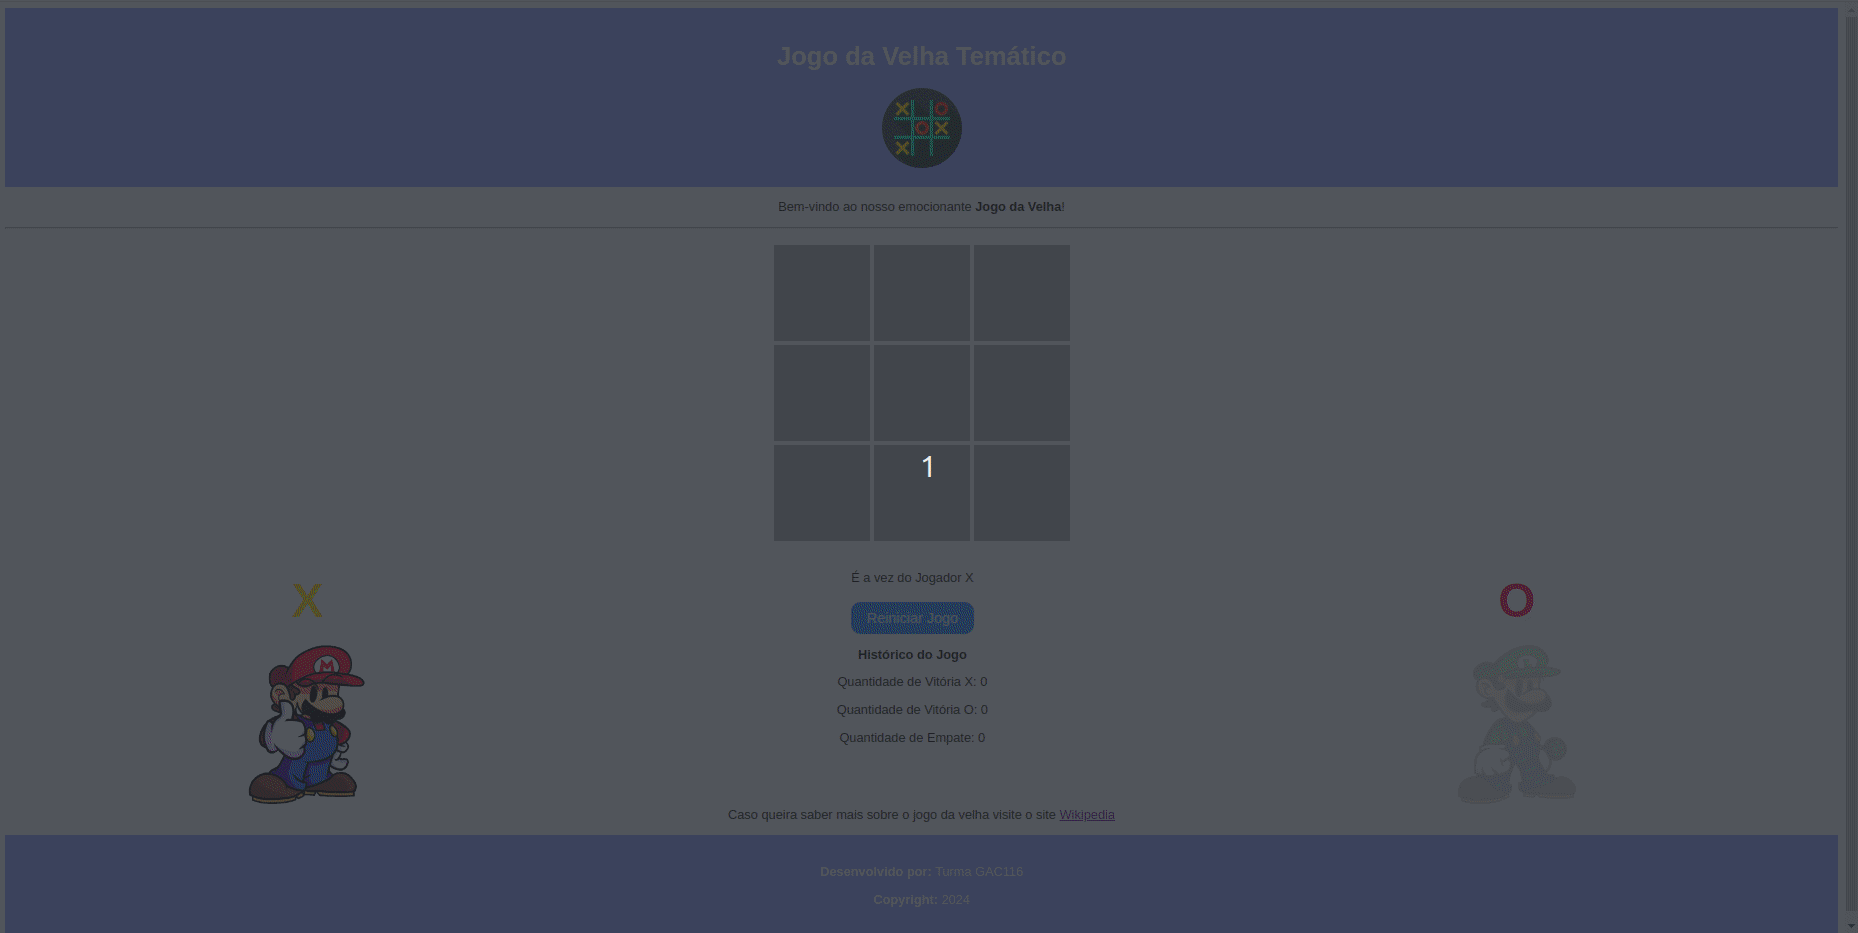 Jogo da Velha Temático
X O
O X
X
Bem-vindo ao nosso emocionante Jogo da Velha!
1
É a vez do Jogador X
X
O
Reiniciar Jogo
M
Histórico do Jogo
Quantidade de Vitória X: 0
Quantidade de Vitória O: 0
Quantidade de Empate: 0
Caso queira saber mais sobre o jogo da velha visite o site Wikipedia
Desenvolvido por: Turma GAC116
Copyright: 2024